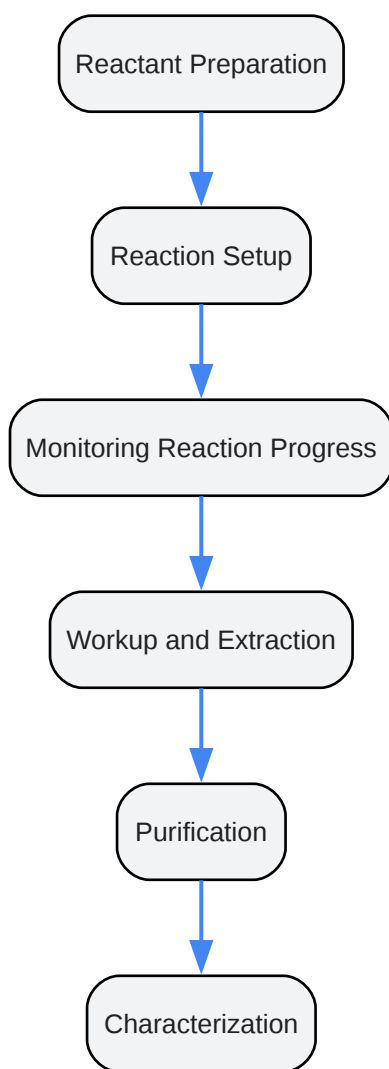 Reactant Preparation
Reaction Setup
Monitoring Reaction Progress
Workup and Extraction
Purification
Characterization